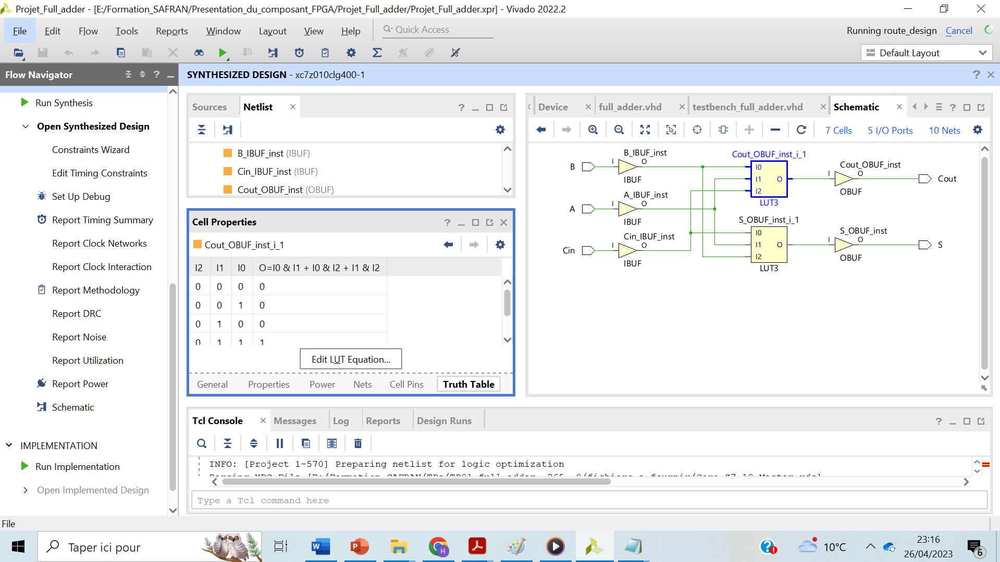 Projet_Full_adder - [E:/Formation_SAFRAN/Presentation_du_composant_FPGA/Projet_Full_adder/Projet_Full_adder.xpr] - Vivado 2022.2
File Edit Flow Tools Reports Window Layout View Help Quick Access
Running route_design Cancel
Default Layout
Flow Navigator
SYNTHESIZED DESIGN - xc7z010clg400-1
Run Synthesis
Open Synthesized Design
Constraints Wizard
Edit Timing Constraints
Set Up Debug
Report Timing Summary
Report Clock Networks
Report Clock Interaction
Report Methodology
Report DRC
Report Noise
Report Utilization
Report Power
Schematic
IMPLEMENTATION
Run Implementation
Open Implemented Design
Sources Netlist
B_IBUF_inst (IBUF)
Cin_IBUF_inst (IBUF)
Cout_OBUF_inst (OBUF)
Cell Properties
Cout_OBUF_inst_i_1
I2 I1 I0 O=I0 & I1 + I0 & I2 + I1 & I2
0 0 0 0
0 0 1 0
0 1 0 0
0 1 1 1
Edit LUT Equation...
General Properties Power Nets Cell Pins Truth Table
Device full_adder.vhd testbench_full_adder.vhd Schematic
7 Cells 5 I/O Ports 10 Nets
B_IBUF_inst
B I O
IBUF
A_IBUF_inst
A I O
IBUF
Cin_IBUF_inst
Cin I O
IBUF
Cout_OBUF_inst_i_1
I0
I1 O
I2
LUT3
S_OBUF_inst_i_1
I0
I1 O
I2
LUT3
Cout_OBUF_inst
I O Cout
OBUF
S_OBUF_inst
I O S
OBUF
Tcl Console Messages Log Reports Design Runs
INFO: [Project 1-570] Preparing netlist for logic optimization
Parsing XDC File [E:/Formation_SAFRAN/TPs/TP01_full_adder
Type a Tcl command here
File
Taper ici pour
10°C
23:16
26/04/2023
6